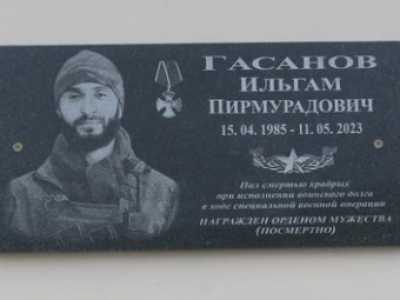 ГАСАНОВ
ИЛЬГАМ
ПИРМУРАДОВИЧ
15. 04. 1985 - 11. 05. 2023
Пал смертью храбрых
при исполнении воинского долга
в ходе специальной военной операции
НАГРАЖДЕН ОРДЕНОМ МУЖЕСТВА
(ПОСМЕРТНО)